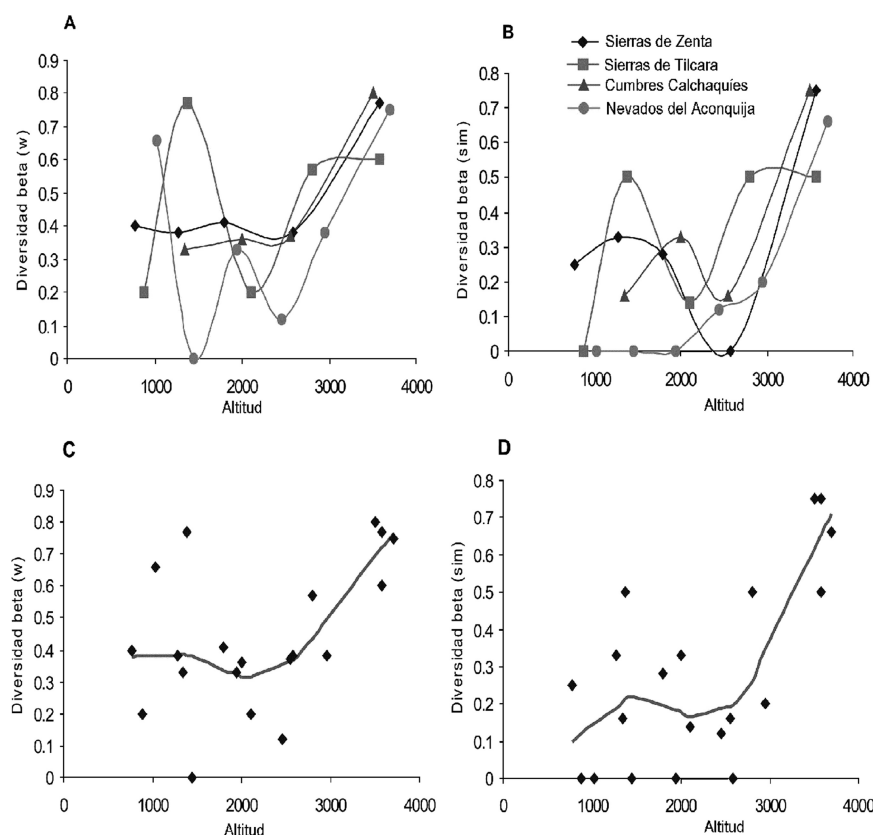 A
Diversidad beta (w)
0.9
0.8
0.7
0.6
0.5
0.4
0.3
0.2
0.1
0
0 1000 2000 3000 4000
Altitud
B
Sierras de Zenta
Sierras de Tilcara
Cumbres Calchaquíes
Nevados del Aconquija
Diversidad beta (sim)
0.8
0.7
0.6
0.5
0.4
0.3
0.2
0.1
0
0 1000 2000 3000 4000
Altitud
C
Diversidad beta (w)
0.9
0.8
0.7
0.6
0.5
0.4
0.3
0.2
0.1
0
0 1000 2000 3000 4000
Altitud
D
Diversidad beta (sim)
0.8
0.7
0.6
0.5
0.4
0.3
0.2
0.1
0
0 1000 2000 3000 4000
Altitud